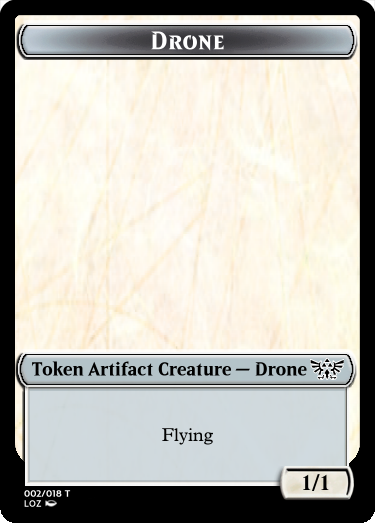 Drone
Token Artifact Creature — Drone
Flying
1/1
002/018 T
LOZ